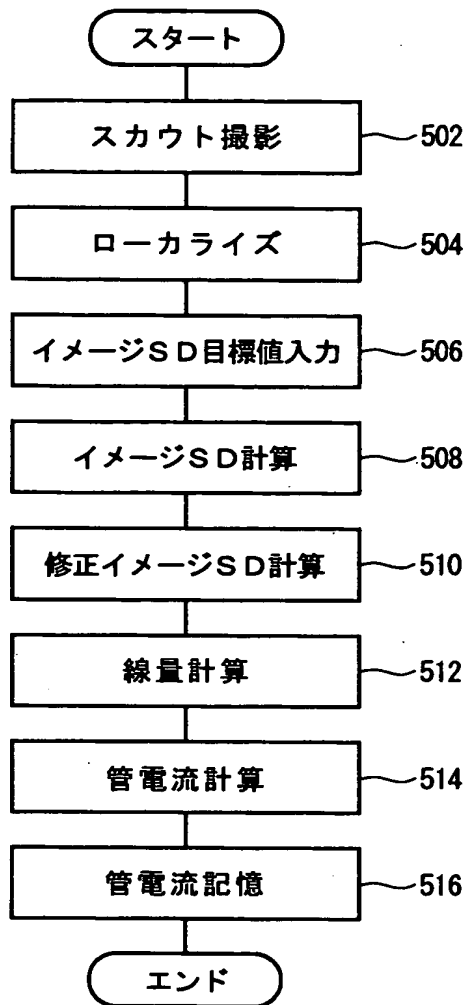 スタート
スカウト撮影 502
ローカライズ 504
イメージＳＤ目標値入力 506
イメージＳＤ計算 508
修正イメージＳＤ計算 510
線量計算 512
管電流計算 514
管電流記憶 516
エンド